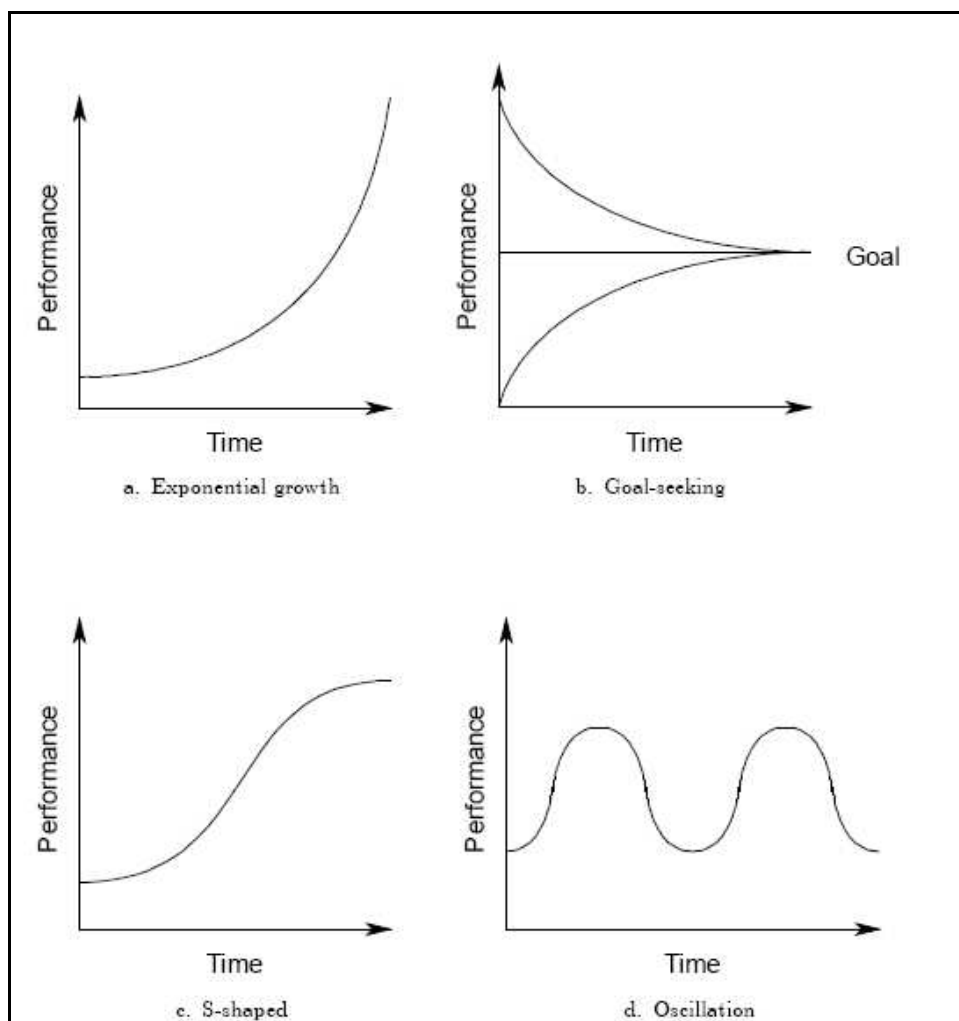 Performance
Time
a. Exponential growth
Performance
Goal
Time
b. Goal-seeking
Performance
Time
c. S-shaped
Performance
Time
d. Oscillation